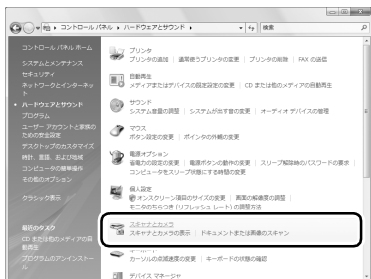 コントロール パネル ▸ ハードウェアとサウンド ▸
検索
コントロール パネル ホーム
システムとメンテナンス
セキュリティ
ネットワークとインターネット
ハードウェアとサウンド
プログラム
ユーザー アカウントと家族のための安全設定
デスクトップのカスタマイズ
時計、言語、および地域
コンピュータの簡単操作
その他のオプション
クラシック表示
最近のタスク
CD または他のメディアの自動再生
プログラムのアンインストール
プリンタ
プリンタの追加 | 通常使うプリンタの変更 | プリンタの削除 | FAX の送信
自動再生
メディアまたはデバイスの既定設定の変更 | CD または他のメディアの自動再生
サウンド
システム音量の調整 | システムが出す音の変更 | オーディオ デバイスの管理
マウス
ボタン設定の変更 | ポインタの外観の変更
電源オプション
省電力の設定の変更 | 電源ボタンの動作の変更 | スリープ解除時のパスワードの要求
コンピュータをスリープ状態にする時間の変更
個人設定
オンスクリーン項目のサイズの変更 | 画面の解像度の調整
モニタのちらつき (リフレッシュ レート) の調整方法
スキャナとカメラ
スキャナとカメラの表示 | ドキュメントまたは画像のスキャン
キーボード
カーソルの点滅速度の変更 | キーボードの状態の確認
デバイス マネージャ